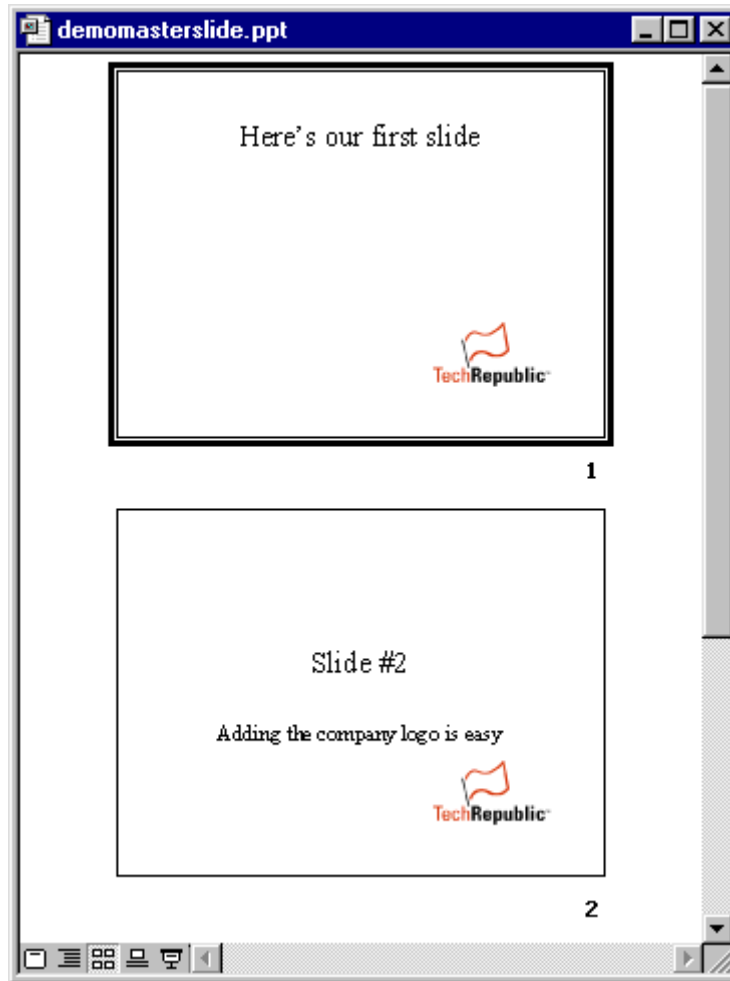 demomasterslide.ppt
Here's our first slide
TechRepublic
1
Slide #2
Adding the company logo is easy
TechRepublic
2